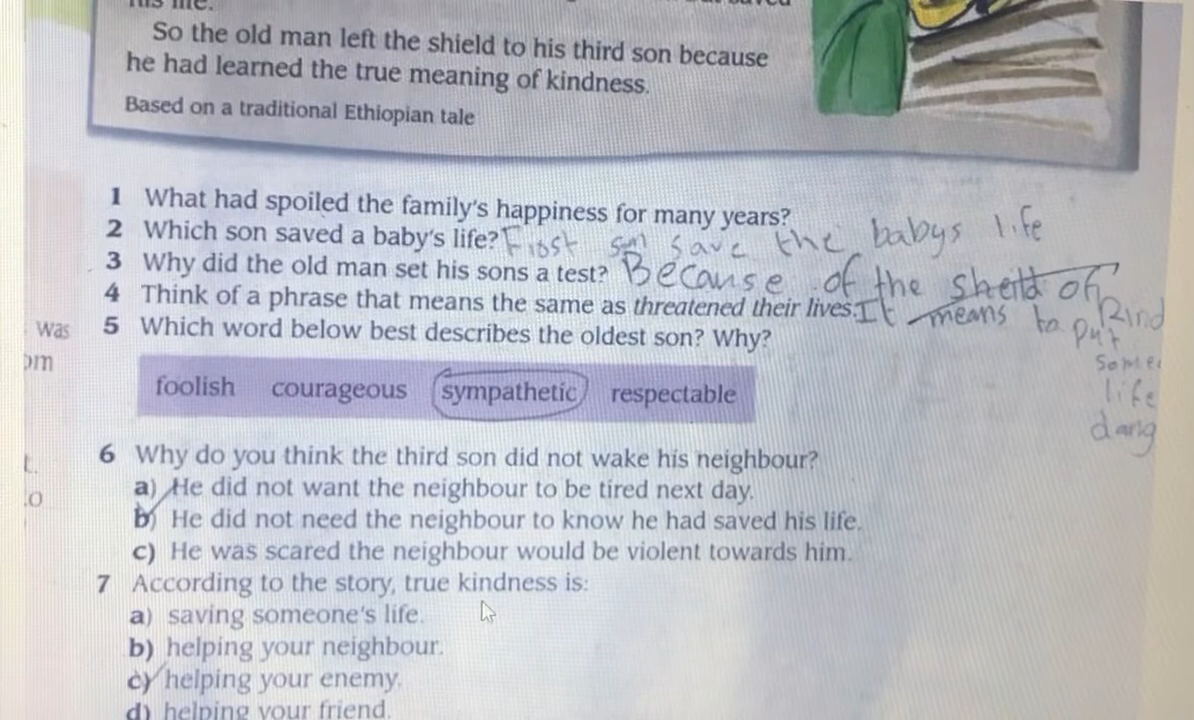 his life.
So the old man left the shield to his third son because
he had learned the true meaning of kindness.
Based on a traditional Ethiopian tale
1 What had spoiled the family's happiness for many years?
2 Which son saved a baby's life? First son save the babys life
3 Why did the old man set his sons a test? Because of the sheild of
4 Think of a phrase that means the same as threatened their lives. It means to put
some
life
dang
5 Which word below best describes the oldest son? Why?
was
om
foolish courageous sympathetic respectable
6 Why do you think the third son did not wake his neighbour?
a) He did not want the neighbour to be tired next day.
b) He did not need the neighbour to know he had saved his life.
c) He was scared the neighbour would be violent towards him.
t.
.o
7 According to the story, true kindness is:
a) saving someone's life.
b) helping your neighbour.
c) helping your enemy.
d) helping your friend.